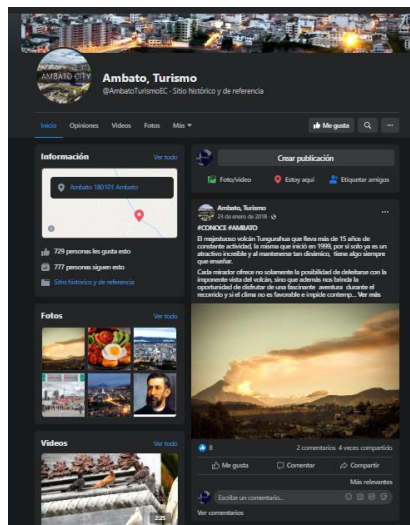 AMBATO CITY
Ambato, Turismo
@AmbatoTurismoEC · Sitio histórico y de referencia
Inicio
Opiniones
Videos
Fotos
Más
Me gusta
Información
Ver todo
Ambato 180101 Ambato
729 personas les gusta esto
777 personas siguen esto
Sitio histórico y de referencia
Fotos
Ver todo
Videos
Ver todo
2:25
Crear publicación
Foto/video
Estoy aquí
Etiquetar amigos
Ambato, Turismo
23 de enero de 2018 ·
#CONOCE #AMBATO
El majestuoso volcán Tungurahua que lleva más de 15 años de
constante actividad, la misma que inició en 1999, por si solo ya es un
atractivo increíble y al mantenerse tan dinámico, tiene algo siempre
que enseñar.
Cada mirador ofrece no solamente la posibilidad de deleitarse con la
imponente vista del volcán, sino que además nos brinda la
oportunidad de disfrutar de una fascinante aventura durante el
recorrido y si el clima no es favorable e impide contemp... Ver más
8
2 comentarios 4 veces compartido
Me gusta
Comentar
Compartir
Más relevantes
Escribe un comentario...
Ver comentarios